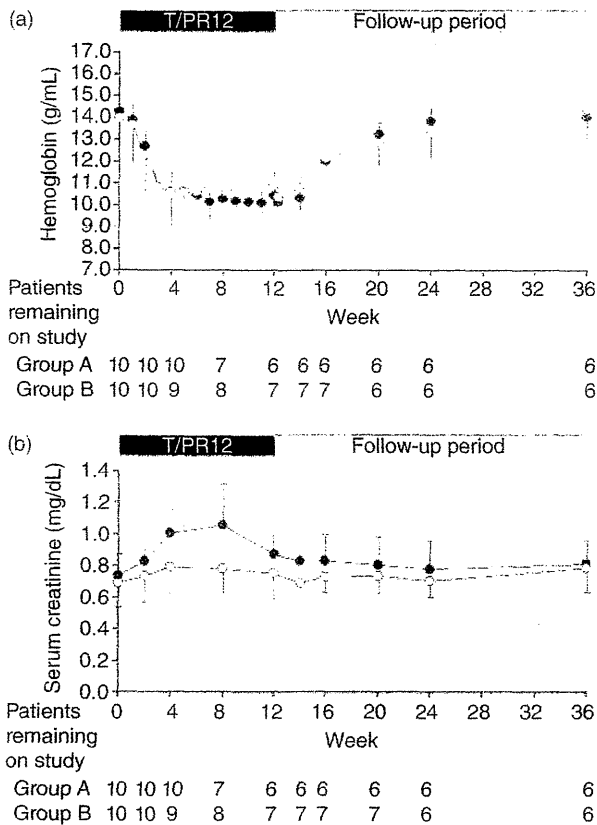 (a)
T/PR12 Follow-up period
Hemoglobin (g/mL)
17.0
16.0
15.0
14.0
13.0
12.0
11.0
10.0
9.0
8.0
7.0
0 4 8 12 16 20 24 28 32 36
Week
Patients
remaining
on study
Group A 10 10 10 7 6 6 6 6 6 6
Group B 10 10 9 8 7 7 7 6 6 6
(b)
T/PR12 Follow-up period
Serum creatinine (mg/dL)
1.4
1.2
1.0
0.8
0.6
0.4
0.2
0.0
0 4 8 12 16 20 24 28 32 36
Week
Patients
remaining
on study
Group A 10 10 10 7 6 6 6 6 6 6
Group B 10 10 9 8 7 7 7 7 6 6